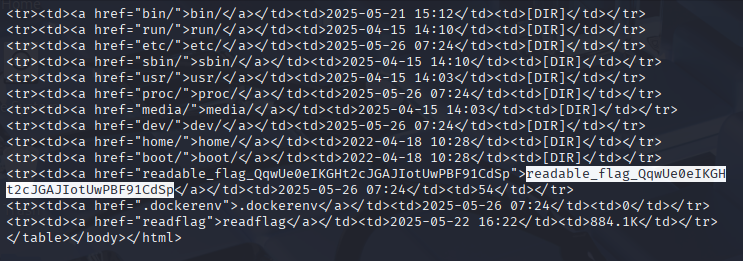 <tr><td><a href="bin/">bin/</a></td><td>2025-05-21 15:12</td><td>[DIR]</td></tr>
<tr><td><a href="run/">run/</a></td><td>2025-04-15 14:10</td><td>[DIR]</td></tr>
<tr><td><a href="etc/">etc/</a></td><td>2025-05-26 07:24</td><td>[DIR]</td></tr>
<tr><td><a href="sbin/">sbin/</a></td><td>2025-04-15 14:10</td><td>[DIR]</td></tr>
<tr><td><a href="usr/">usr/</a></td><td>2025-04-15 14:03</td><td>[DIR]</td></tr>
<tr><td><a href="proc/">proc/</a></td><td>2025-05-26 07:24</td><td>[DIR]</td></tr>
<tr><td><a href="media/">media/</a></td><td>2025-04-15 14:03</td><td>[DIR]</td></tr>
<tr><td><a href="dev/">dev/</a></td><td>2025-05-26 07:24</td><td>[DIR]</td></tr>
<tr><td><a href="home/">home/</a></td><td>2022-04-18 10:28</td><td>[DIR]</td></tr>
<tr><td><a href="boot/">boot/</a></td><td>2022-04-18 10:28</td><td>[DIR]</td></tr>
<tr><td><a href="readable_flag_QqwUe0eIKGHt2cJGAJIotUwPBF91CdSp">readable_flag_QqwUe0eIKGH
t2cJGAJIotUwPBF91CdSp</a></td><td>2025-05-26 07:24</td><td>54</td></tr>
<tr><td><a href=".dockerenv">.dockerenv</a></td><td>2025-05-26 07:24</td><td>0</td></tr>
<tr><td><a href="readflag">readflag</a></td><td>2025-05-22 16:22</td><td>884.1K</td></tr>
</table></body></html>